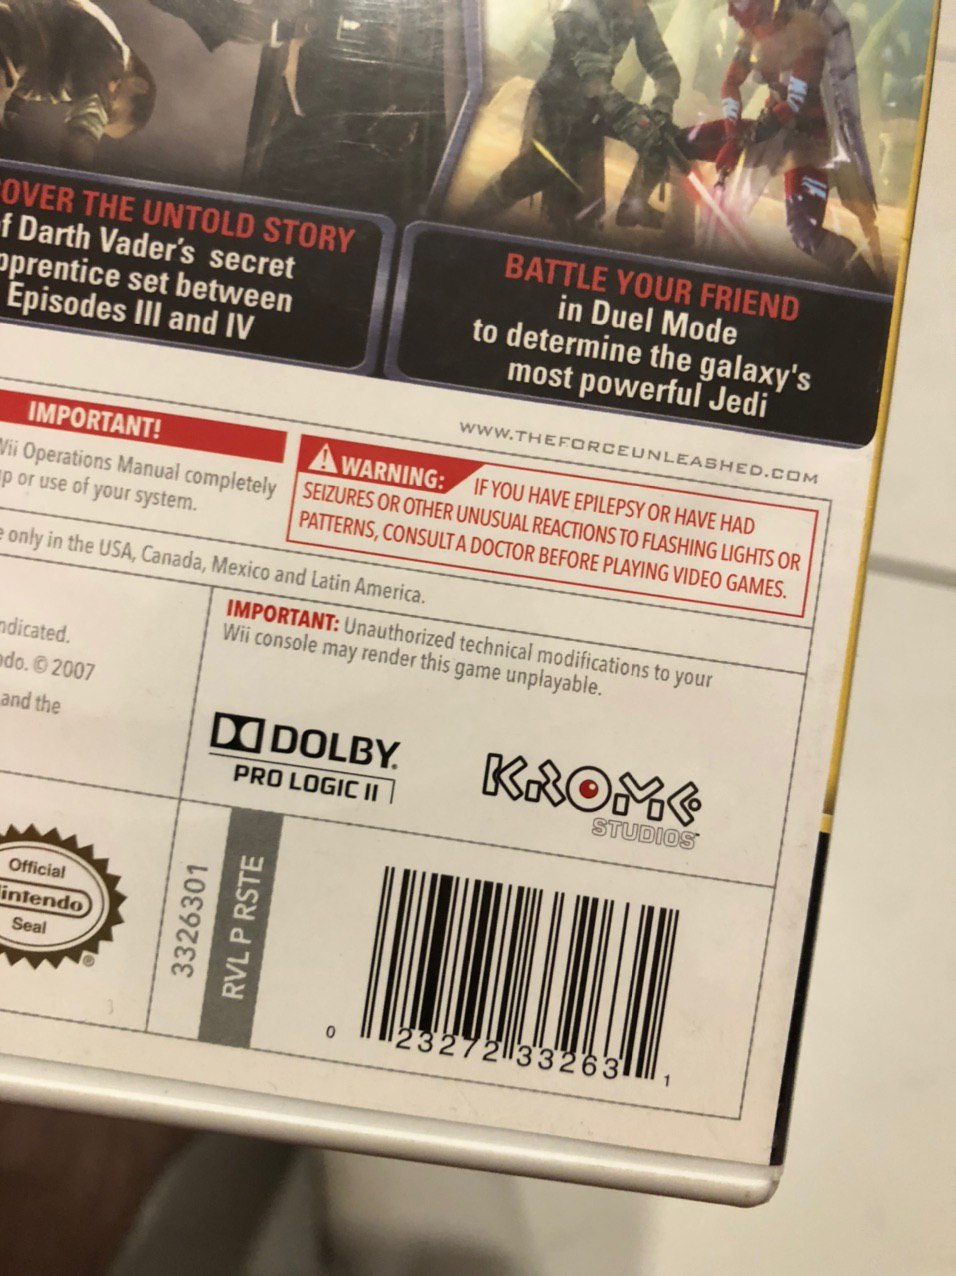 OVER THE UNTOLD STORY
of Darth Vader's secret
pprentice set between
Episodes III and IV
BATTLE YOUR FRIEND
in Duel Mode
to determine the galaxy's
most powerful Jedi
WWW.THEFORCEUNLEASHED.COM
IMPORTANT!
Wii Operations Manual completely
up or use of your system.
WARNING: IF YOU HAVE EPILEPSY OR HAVE HAD
SEIZURES OR OTHER UNUSUAL REACTIONS TO FLASHING LIGHTS OR
PATTERNS, CONSULT A DOCTOR BEFORE PLAYING VIDEO GAMES.
e only in the USA, Canada, Mexico and Latin America.
ndicated.
ndo. © 2007
and the
IMPORTANT: Unauthorized technical modifications to your
Wii console may render this game unplayable.
DOLBY®
PRO LOGIC II
KROME
STUDIOS™
Official
Nintendo
Seal
®
3326301
RVL P RSTE
0 23272 33263 1